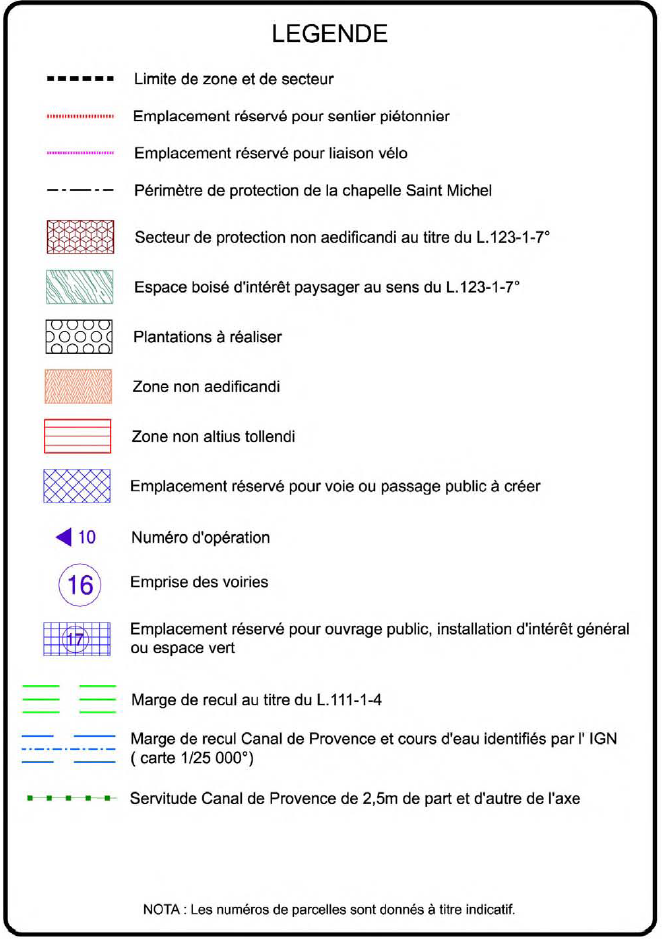 LEGENDE
Limite de zone et de secteur
Emplacement réservé pour sentier piétonnier
Emplacement réservé pour liaison vélo
Périmètre de protection de la chapelle Saint Michel
Secteur de protection non aedificandi au titre du L.123-1-7°
Espace boisé d'intérêt paysager au sens du L.123-1-7°
Plantations à réaliser
Zone non aedificandi
Zone non altius tollendi
Emplacement réservé pour voie ou passage public à créer
10 Numéro d'opération
16 Emprise des voiries
17 Emplacement réservé pour ouvrage public, installation d'intérêt général
ou espace vert
Marge de recul au titre du L.111-1-4
Marge de recul Canal de Provence et cours d'eau identifiés par l' IGN
( carte 1/25 000°)
Servitude Canal de Provence de 2,5m de part et d'autre de l'axe
NOTA : Les numéros de parcelles sont donnés à titre indicatif.